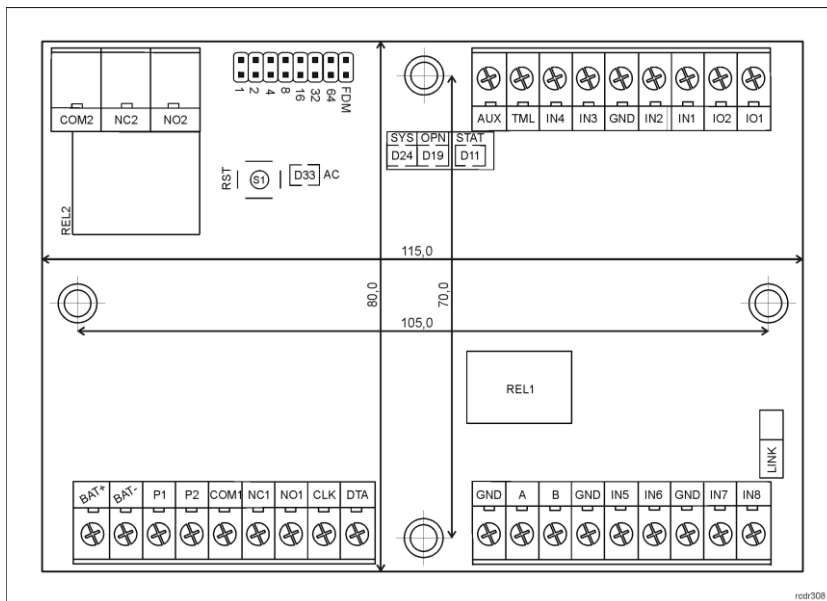 1 2 4 8 16 32 64 FDM
COM2 NC2 NO2
AUX TML IN4 IN3 GND IN2 IN1 IO2 IO1
SYS OPN STAT
D24 D19 D11
RST S1 D33 AC
REL2
115,0
80,0
70,0
105,0
REL1
LINK
BAT+ BAT- P1 P2 COM1 NC1 NO1 CLK DTA
GND A B GND IN5 IN6 GND IN7 IN8
rcdr308